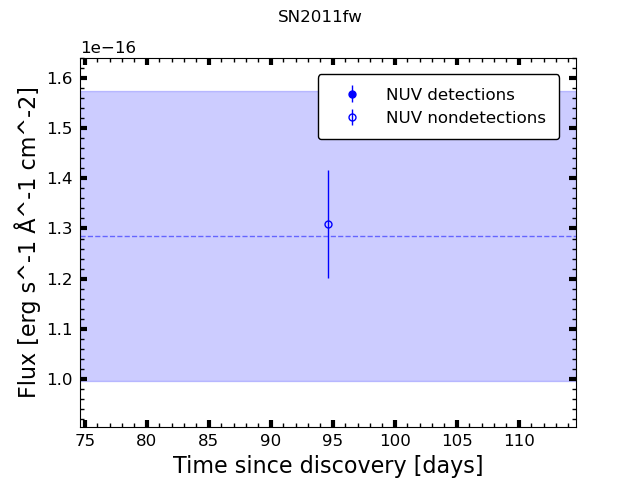 SN2011fw
1e−16
1.6
1.5
1.4
1.3
1.2
1.1
1.0
Flux [erg s^-1 Å^-1 cm^-2]
NUV detections
NUV nondetections
75 80 85 90 95 100 105 110
Time since discovery [days]